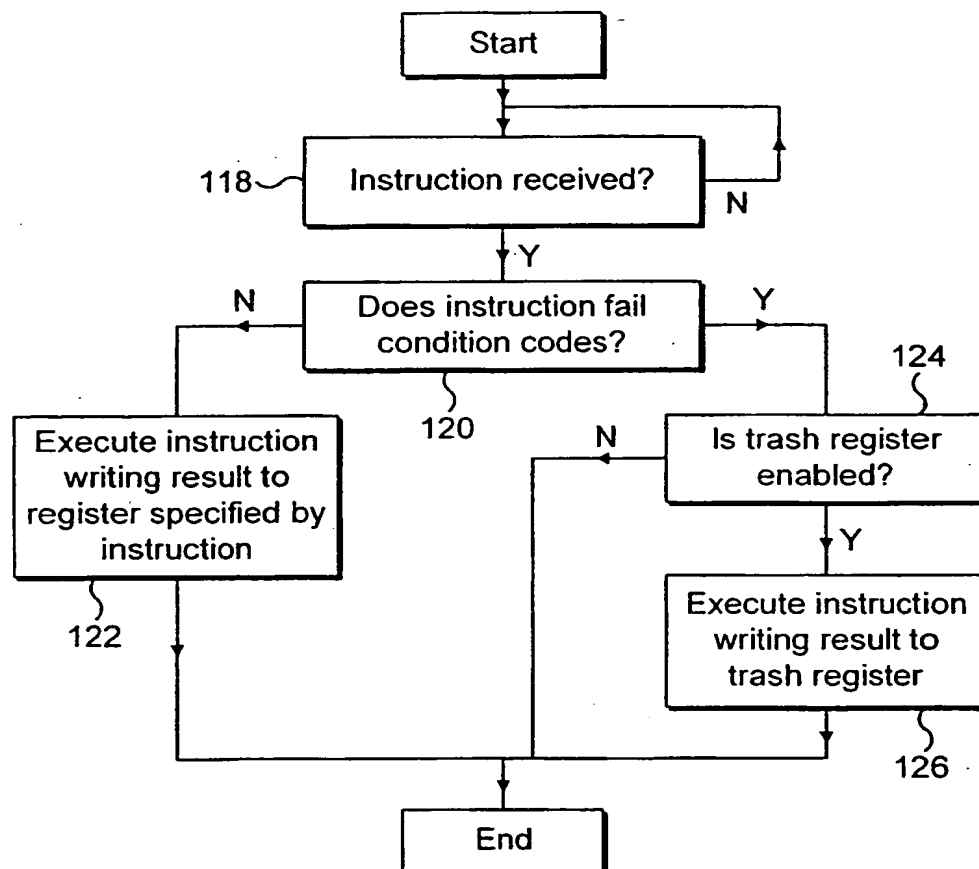 Start
118
Instruction received?
N
Y
N
Does instruction fail
condition codes?
Y
120
124
Execute instruction
writing result to
register specified by
instruction
122
N
Is trash register
enabled?
Y
Execute instruction
writing result to
trash register
126
End